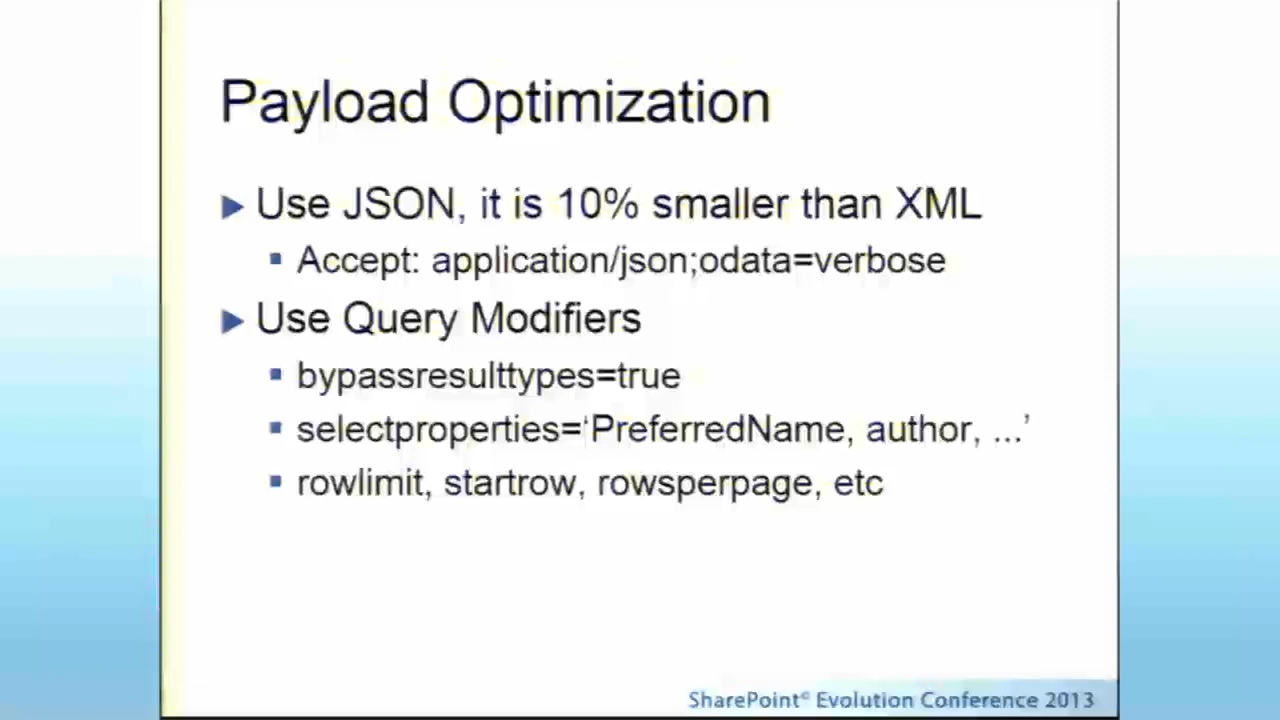 Payload Optimization
Use JSON, it is 10% smaller than XML
Accept: application/json;odata=verbose
Use Query Modifiers
bypassresulttypes=true
selectproperties=‘PreferredName, author, ...’
rowlimit, startrow, rowsperpage, etc
SharePoint® Evolution Conference 2013